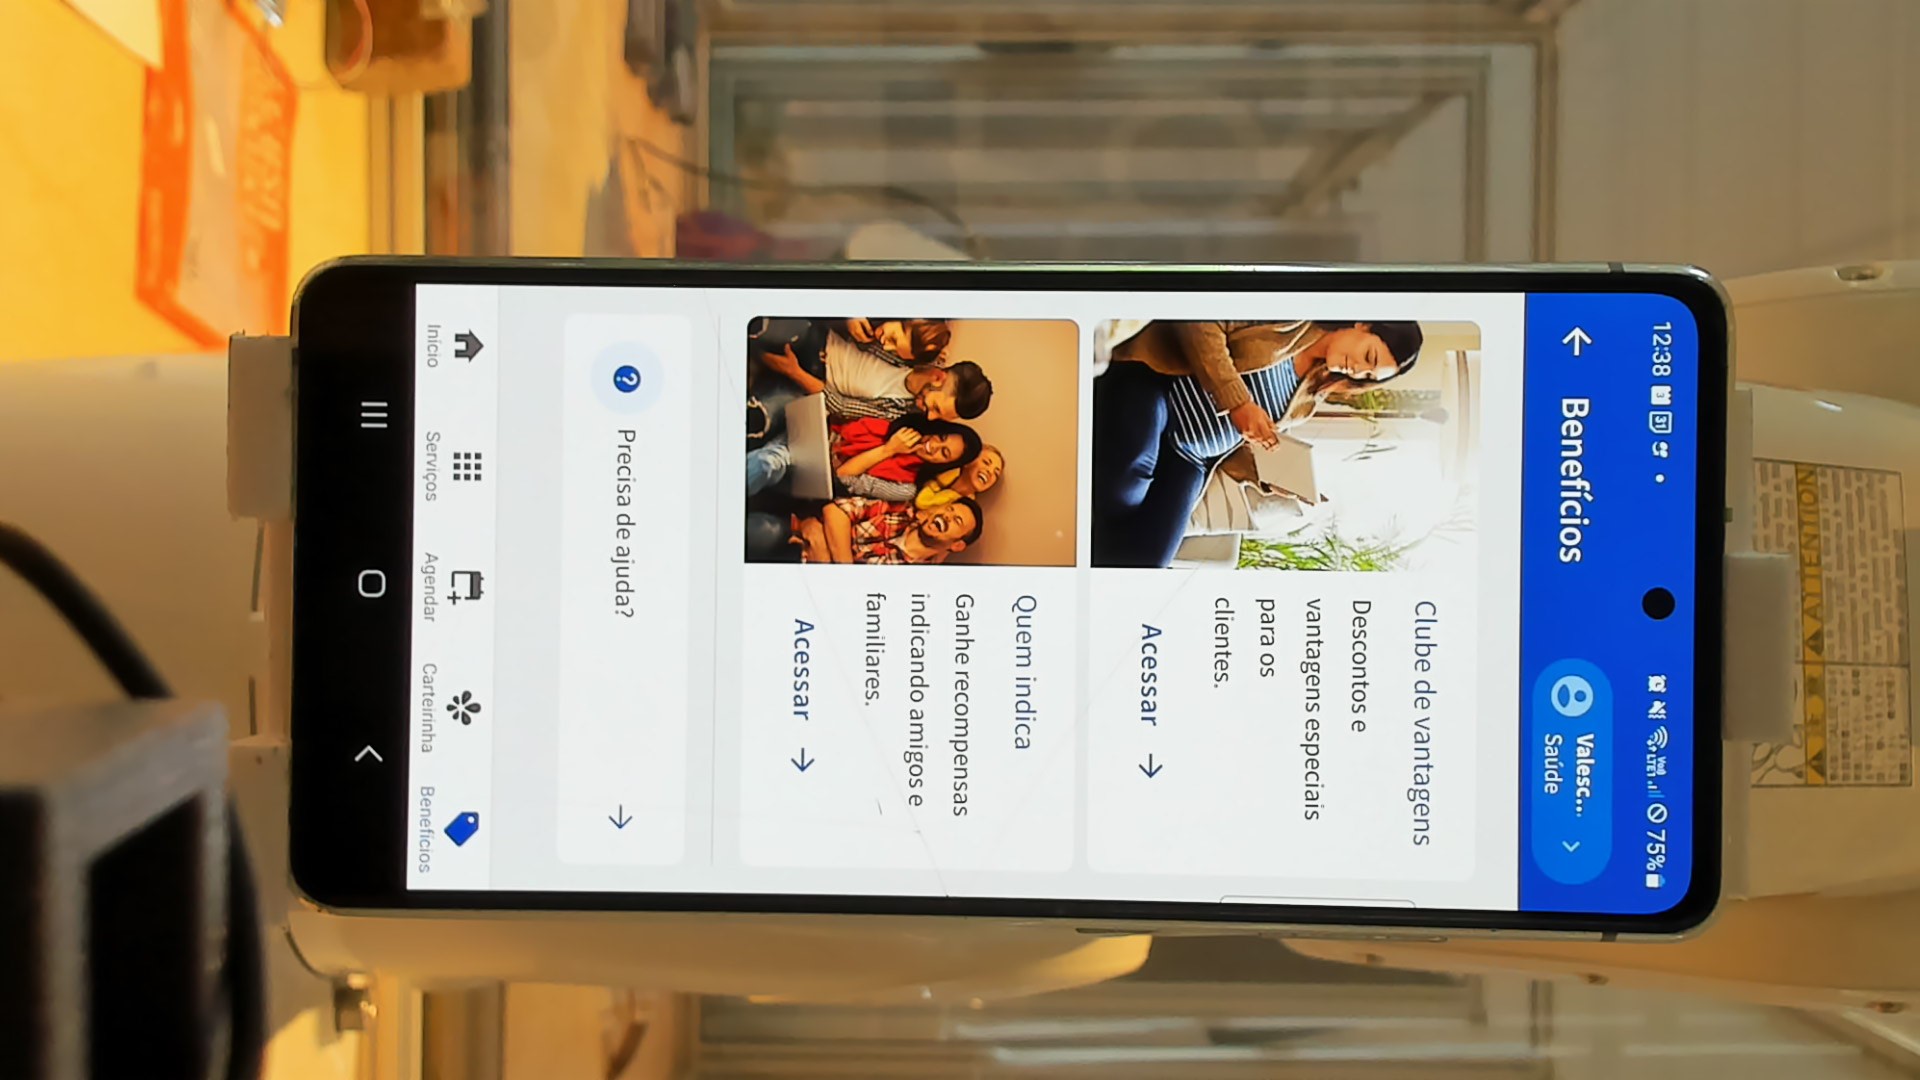 12:38
75%
Benefícios
Valesc...
Saúde
Clube de vantagens
Descontos e
vantagens especiais
para os
clientes.
Acessar
Quem indica
Ganhe recompensas
indicando amigos e
familiares.
Acessar
Precisa de ajuda?
Início
Serviços
Agendar
Carteirinha
Benefícios
ATTENTION